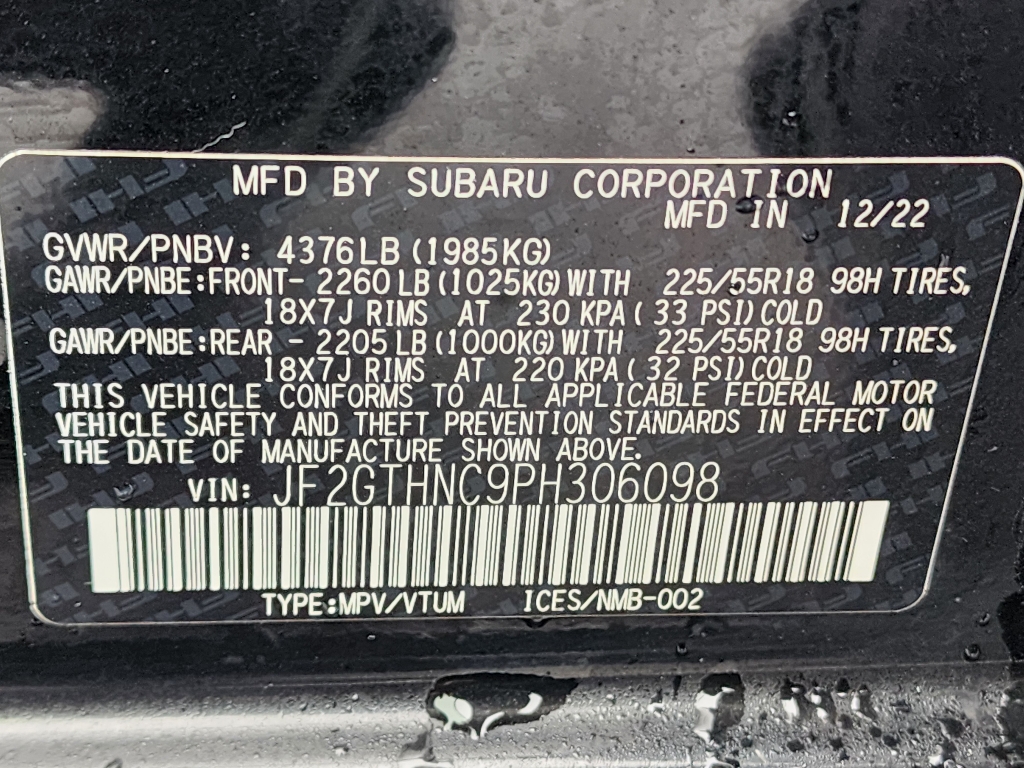 MFD BY SUBARU CORPORATION
MFD IN 12/22
GVWR/PNBV: 4376LB (1985KG)
GAWR/PNBE:FRONT- 2260 LB (1025KG) WITH 225/55R18 98H TIRES,
18X7J RIMS AT 230 KPA ( 33 PSI) COLD
GAWR/PNBE:REAR - 2205 LB (1000KG) WITH 225/55R18 98H TIRES,
18X7J RIMS AT 220 KPA ( 32 PSI) COLD
THIS VEHICLE CONFORMS TO ALL APPLICABLE FEDERAL MOTOR
VEHICLE SAFETY AND THEFT PREVENTION STANDARDS IN EFFECT ON
THE DATE OF MANUFACTURE SHOWN ABOVE.
VIN: JF2GTHNC9PH306098
TYPE:MPV/VTUM ICES/NMB-002